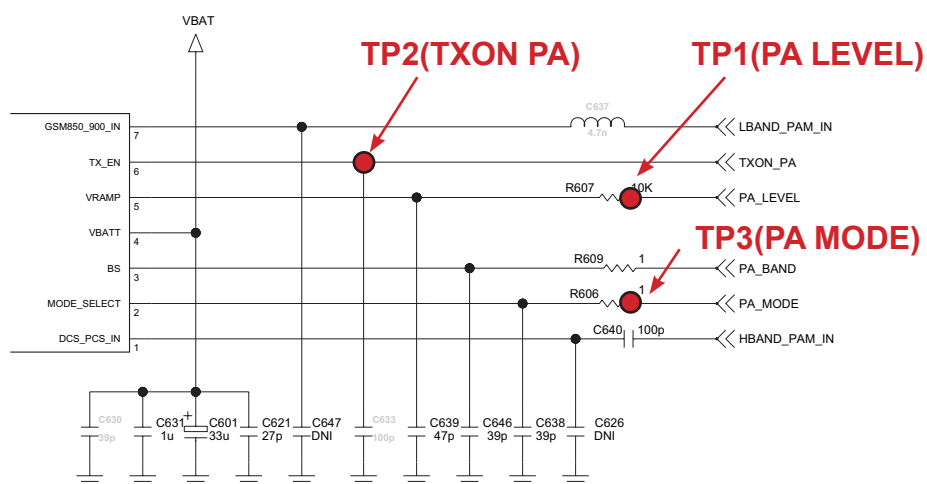 VBAT
TP2(TXON PA)
TP1(PA LEVEL)
C637
4.7n
GSM850_900_IN
7
LBAND_PAM_IN
TX_EN
6
TXON_PA
VRAMP
5
R607
10K
PA_LEVEL
VBATT
4
TP3(PA MODE)
BS
3
R609
1
PA_BAND
MODE_SELECT
2
R606
1
PA_MODE
DCS_PCS_IN
1
C640
100p
HBAND_PAM_IN
C630
39p
C631
1u
+
C601
33u
C621
27p
C647
DNI
C633
100p
C639
47p
C646
39p
C638
39p
C626
DNI